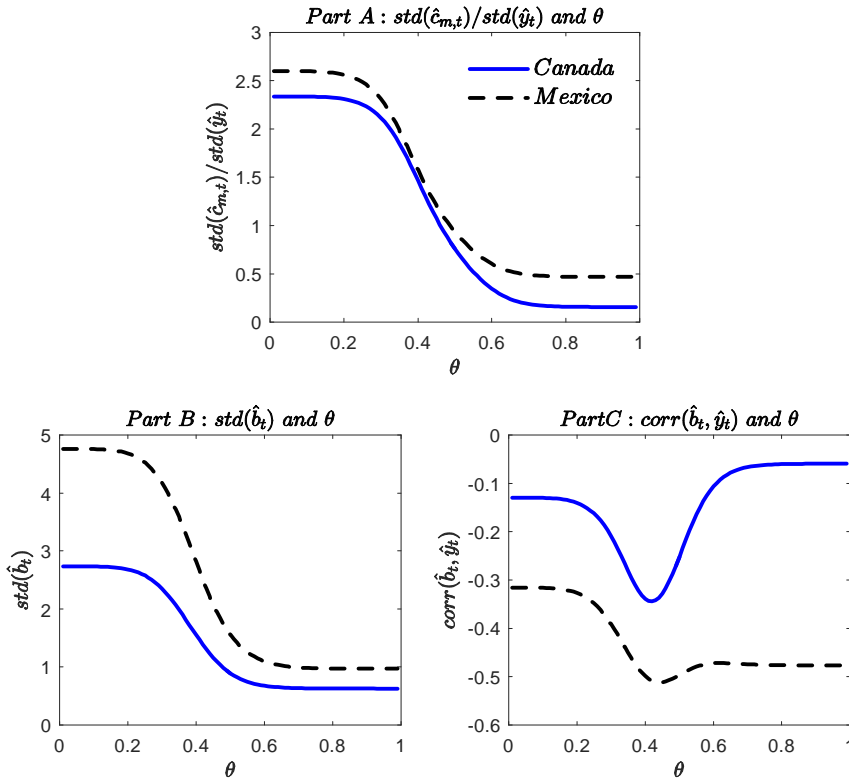 Part A : std(ĉ_{m,t})/std(ŷ_t) and θ
std(ĉ_{m,t})/std(ŷ_t)
3
2.5
2
1.5
1
0.5
0
Canada
Mexico
0 0.2 0.4 0.6 0.8 1
θ
Part B : std(b̂_t) and θ
std(b̂_t)
5
4
3
2
1
0
0 0.2 0.4 0.6 0.8 1
θ
PartC : corr(b̂_t, ŷ_t) and θ
corr(b̂_t, ŷ_t)
0
-0.1
-0.2
-0.3
-0.4
-0.5
-0.6
0 0.2 0.4 0.6 0.8 1
θ